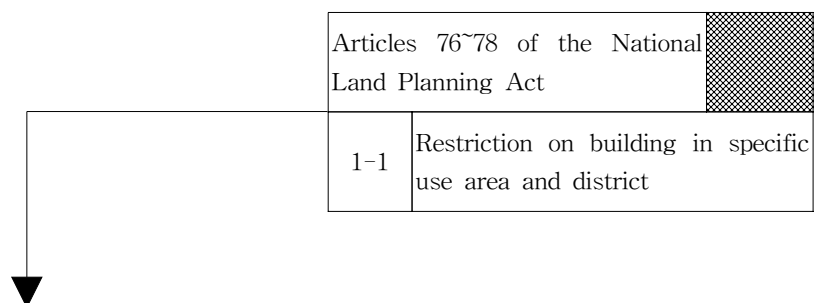 Articles 76~78 of the National
Land Planning Act
1-1
Restriction on building in specific
use area and district